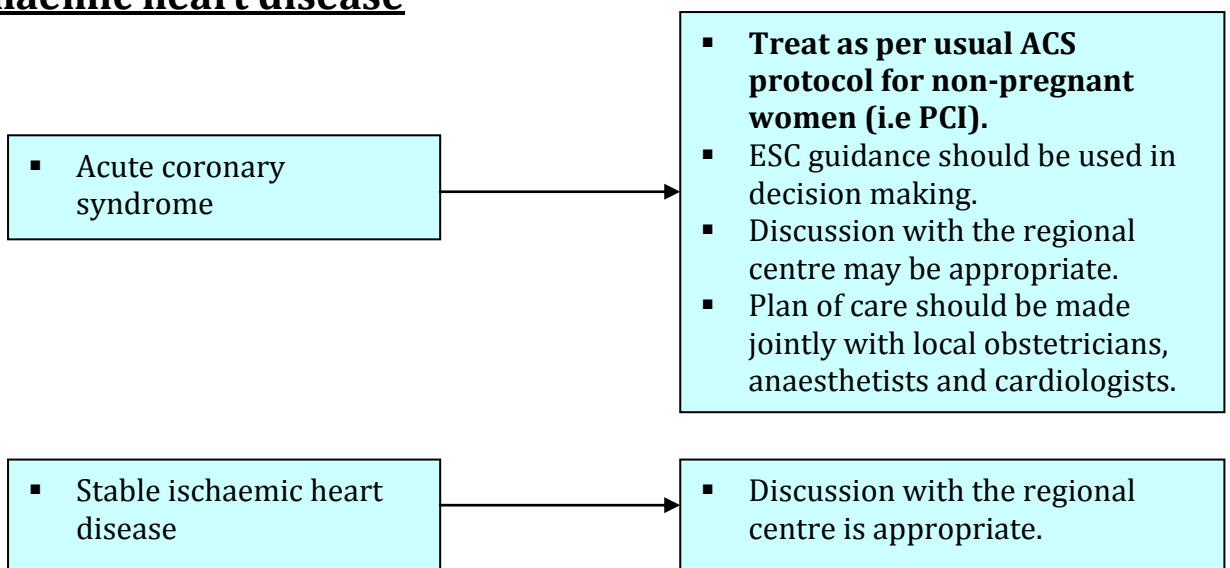 haemic heart disease
▪ Acute coronary
syndrome
▪ Treat as per usual ACS
protocol for non-pregnant
women (i.e PCI).
▪ ESC guidance should be used in
decision making.
▪ Discussion with the regional
centre may be appropriate.
▪ Plan of care should be made
jointly with local obstetricians,
anaesthetists and cardiologists.
▪ Stable ischaemic heart
disease
▪ Discussion with the regional
centre is appropriate.